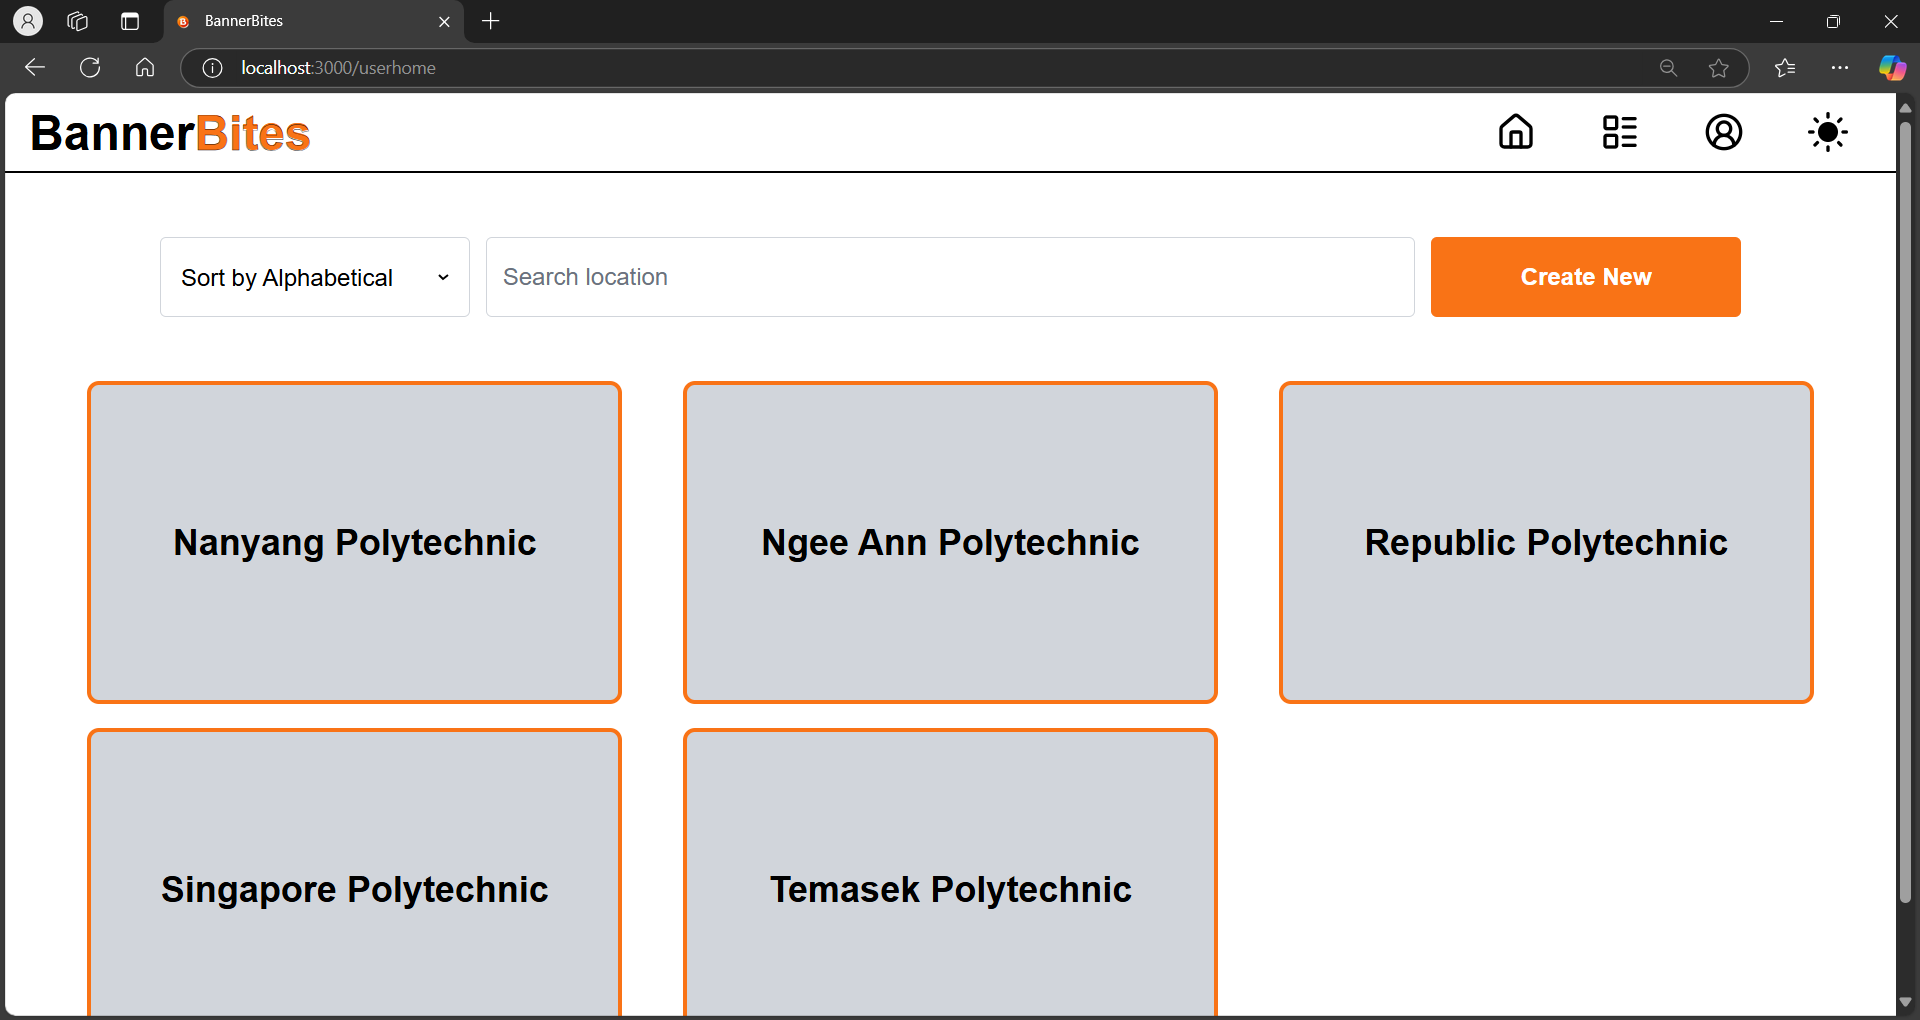 BannerBites
localhost:3000/userhome
BannerBites
Sort by Alphabetical
Search location
Create New
Nanyang Polytechnic
Ngee Ann Polytechnic
Republic Polytechnic
Singapore Polytechnic
Temasek Polytechnic